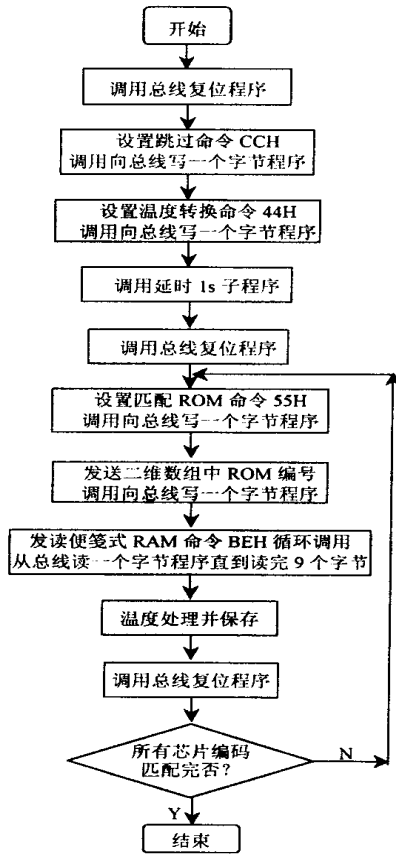 开始
调用总线复位程序
设置跳过命令 CCH
调用向总线写一个字节程序
设置温度转换命令 44H
调用向总线写一个字节程序
调用延时 1s 子程序
调用总线复位程序
设置匹配 ROM 命令 55H
调用向总线写一个字节程序
发送二维数组中 ROM 编号
调用向总线写一个字节程序
发读便笺式 RAM 命令 BEH 循环调用
从总线读一个字节程序直到读完 9 个字节
温度处理并保存
调用总线复位程序
所有芯片编码
匹配完否?
N
Y
结束